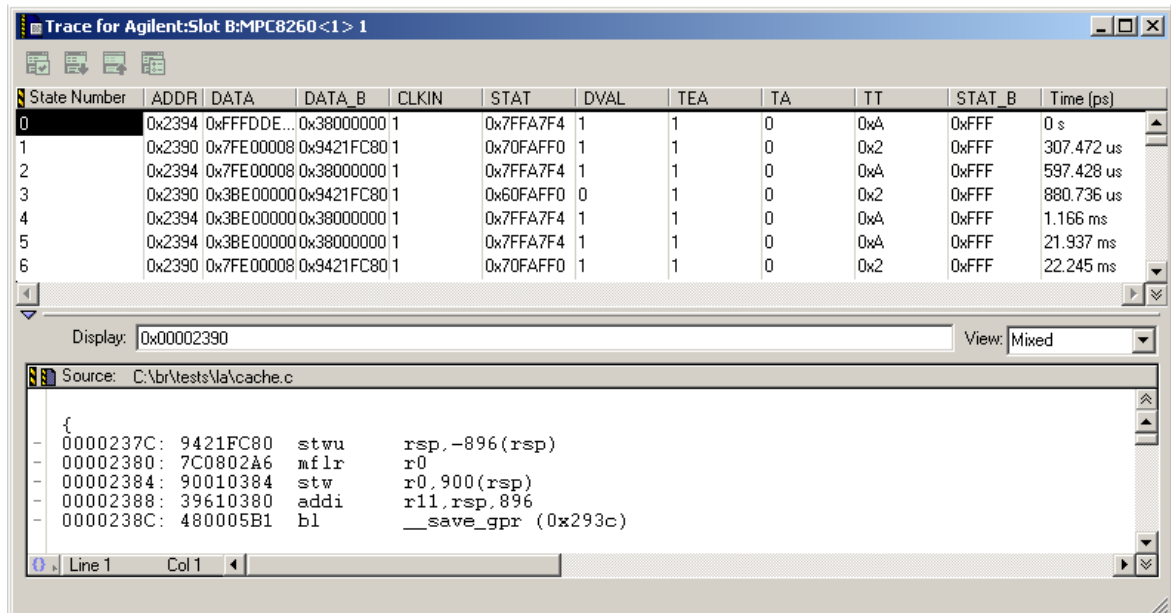 Trace for Agilent:Slot B:MPC8260<1> 1
State Number ADDR DATA DATA_B CLKIN STAT DVAL TEA TA TT STAT_B Time (ps)
0 0x2394 0xFFFDDE... 0x38000000 1 0x7FFA7F4 1 1 0 0xA 0xFFF 0 s
1 0x2390 0x7FE00008 0x9421FC80 1 0x70FAFF0 1 1 0 0x2 0xFFF 307.472 us
2 0x2394 0x7FE00008 0x38000000 1 0x7FFA7F4 1 1 0 0xA 0xFFF 597.428 us
3 0x2390 0x3BE00000 0x9421FC80 1 0x60FAFF0 0 1 0 0x2 0xFFF 880.736 us
4 0x2394 0x3BE00000 0x38000000 1 0x7FFA7F4 1 1 0 0xA 0xFFF 1.166 ms
5 0x2394 0x3BE00000 0x38000000 1 0x7FFA7F4 1 1 0 0xA 0xFFF 21.937 ms
6 0x2390 0x7FE00008 0x9421FC80 1 0x70FAFF0 1 1 0 0x2 0xFFF 22.245 ms
Display: 0x00002390 View: Mixed
Source: C:\br\tests\la\cache.c
{
0000237C: 9421FC80 stwu rsp,-896(rsp)
00002380: 7C0802A6 mflr r0
00002384: 90010384 stw r0,900(rsp)
00002388: 39610380 addi r11,rsp,896
0000238C: 480005B1 bl __save_gpr (0x293c)
{} Line 1 Col 1